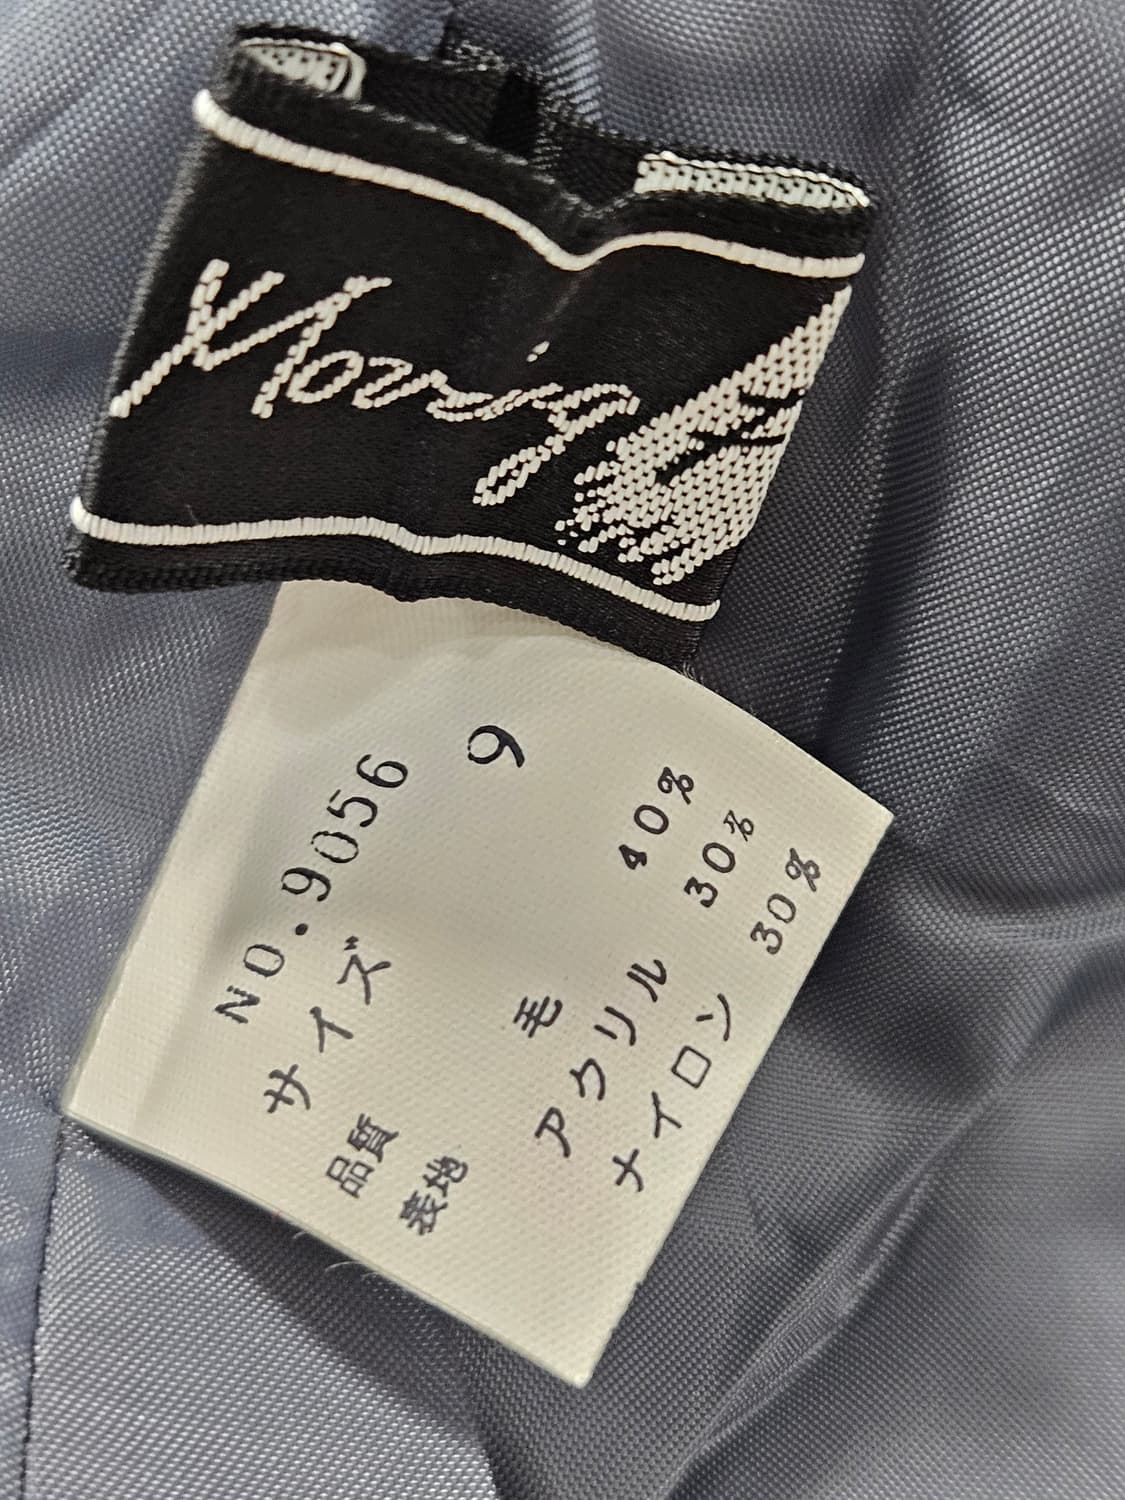 Morig
NO.9056
サイズ 9
品質
表地 毛 40%
アクリル 30%
ナイロン 30%